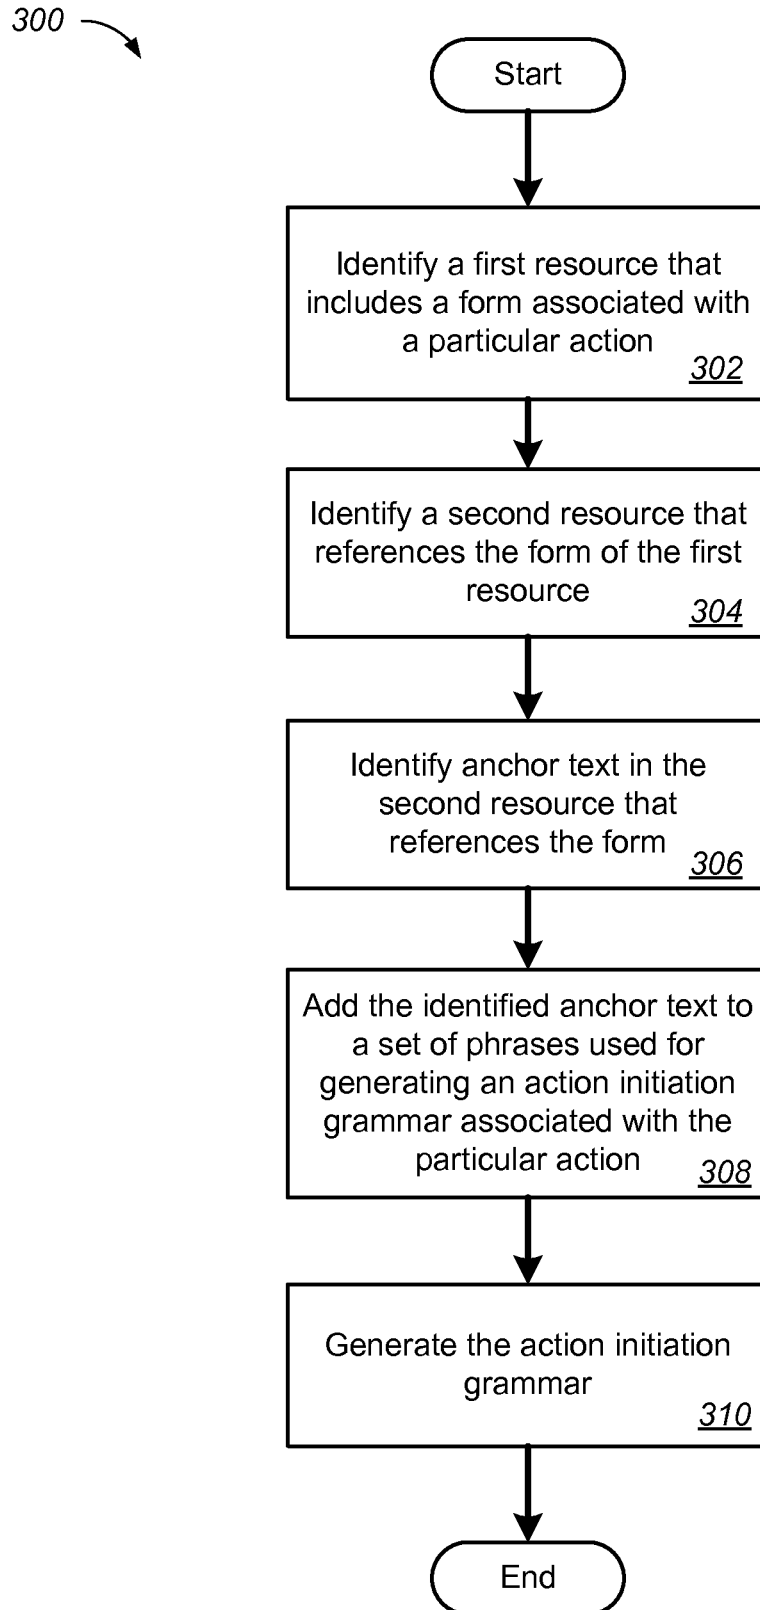 300
Start
Identify a first resource that
includes a form associated with
a particular action
302
Identify a second resource that
references the form of the first
resource
304
Identify anchor text in the
second resource that
references the form
306
Add the identified anchor text to
a set of phrases used for
generating an action initiation
grammar associated with the
particular action
308
Generate the action initiation
grammar
310
End